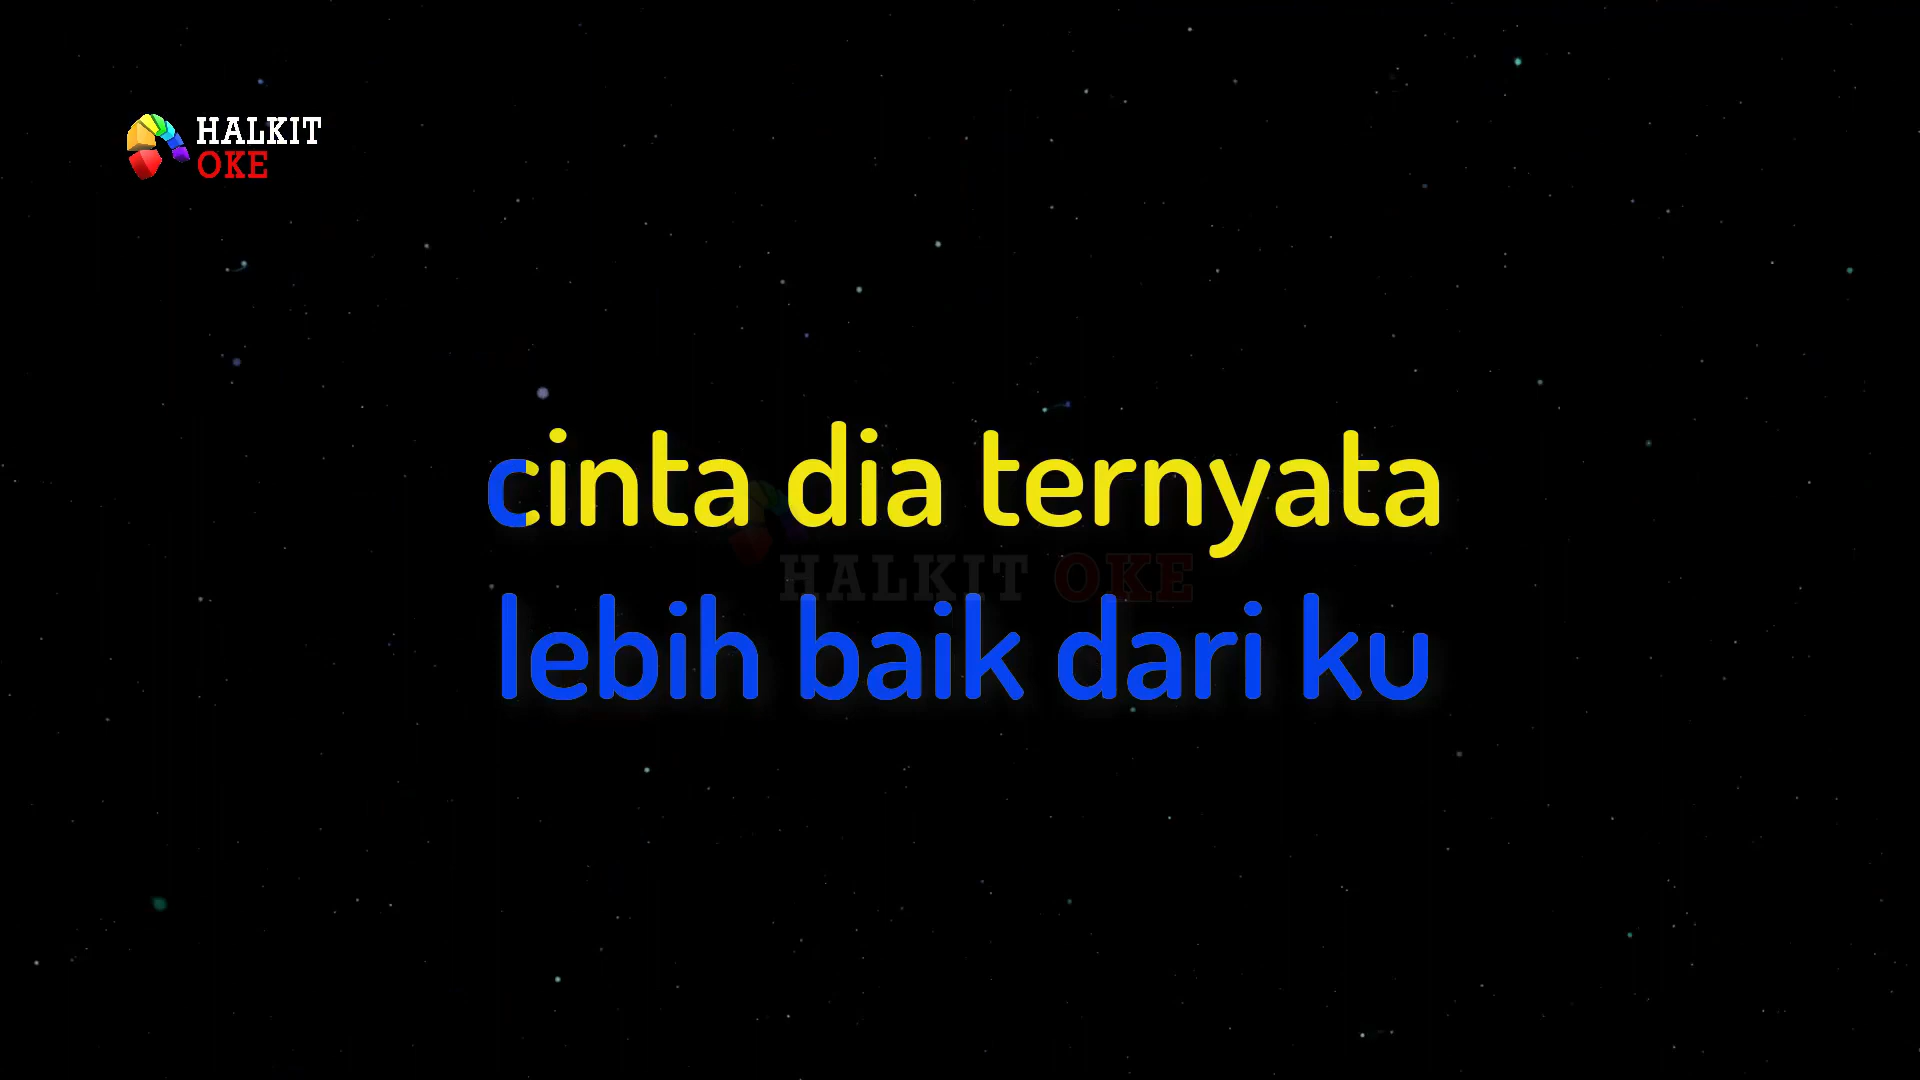 HALKIT
OKE
cinta dia ternyata
HALKIT OKE
lebih baik dari ku